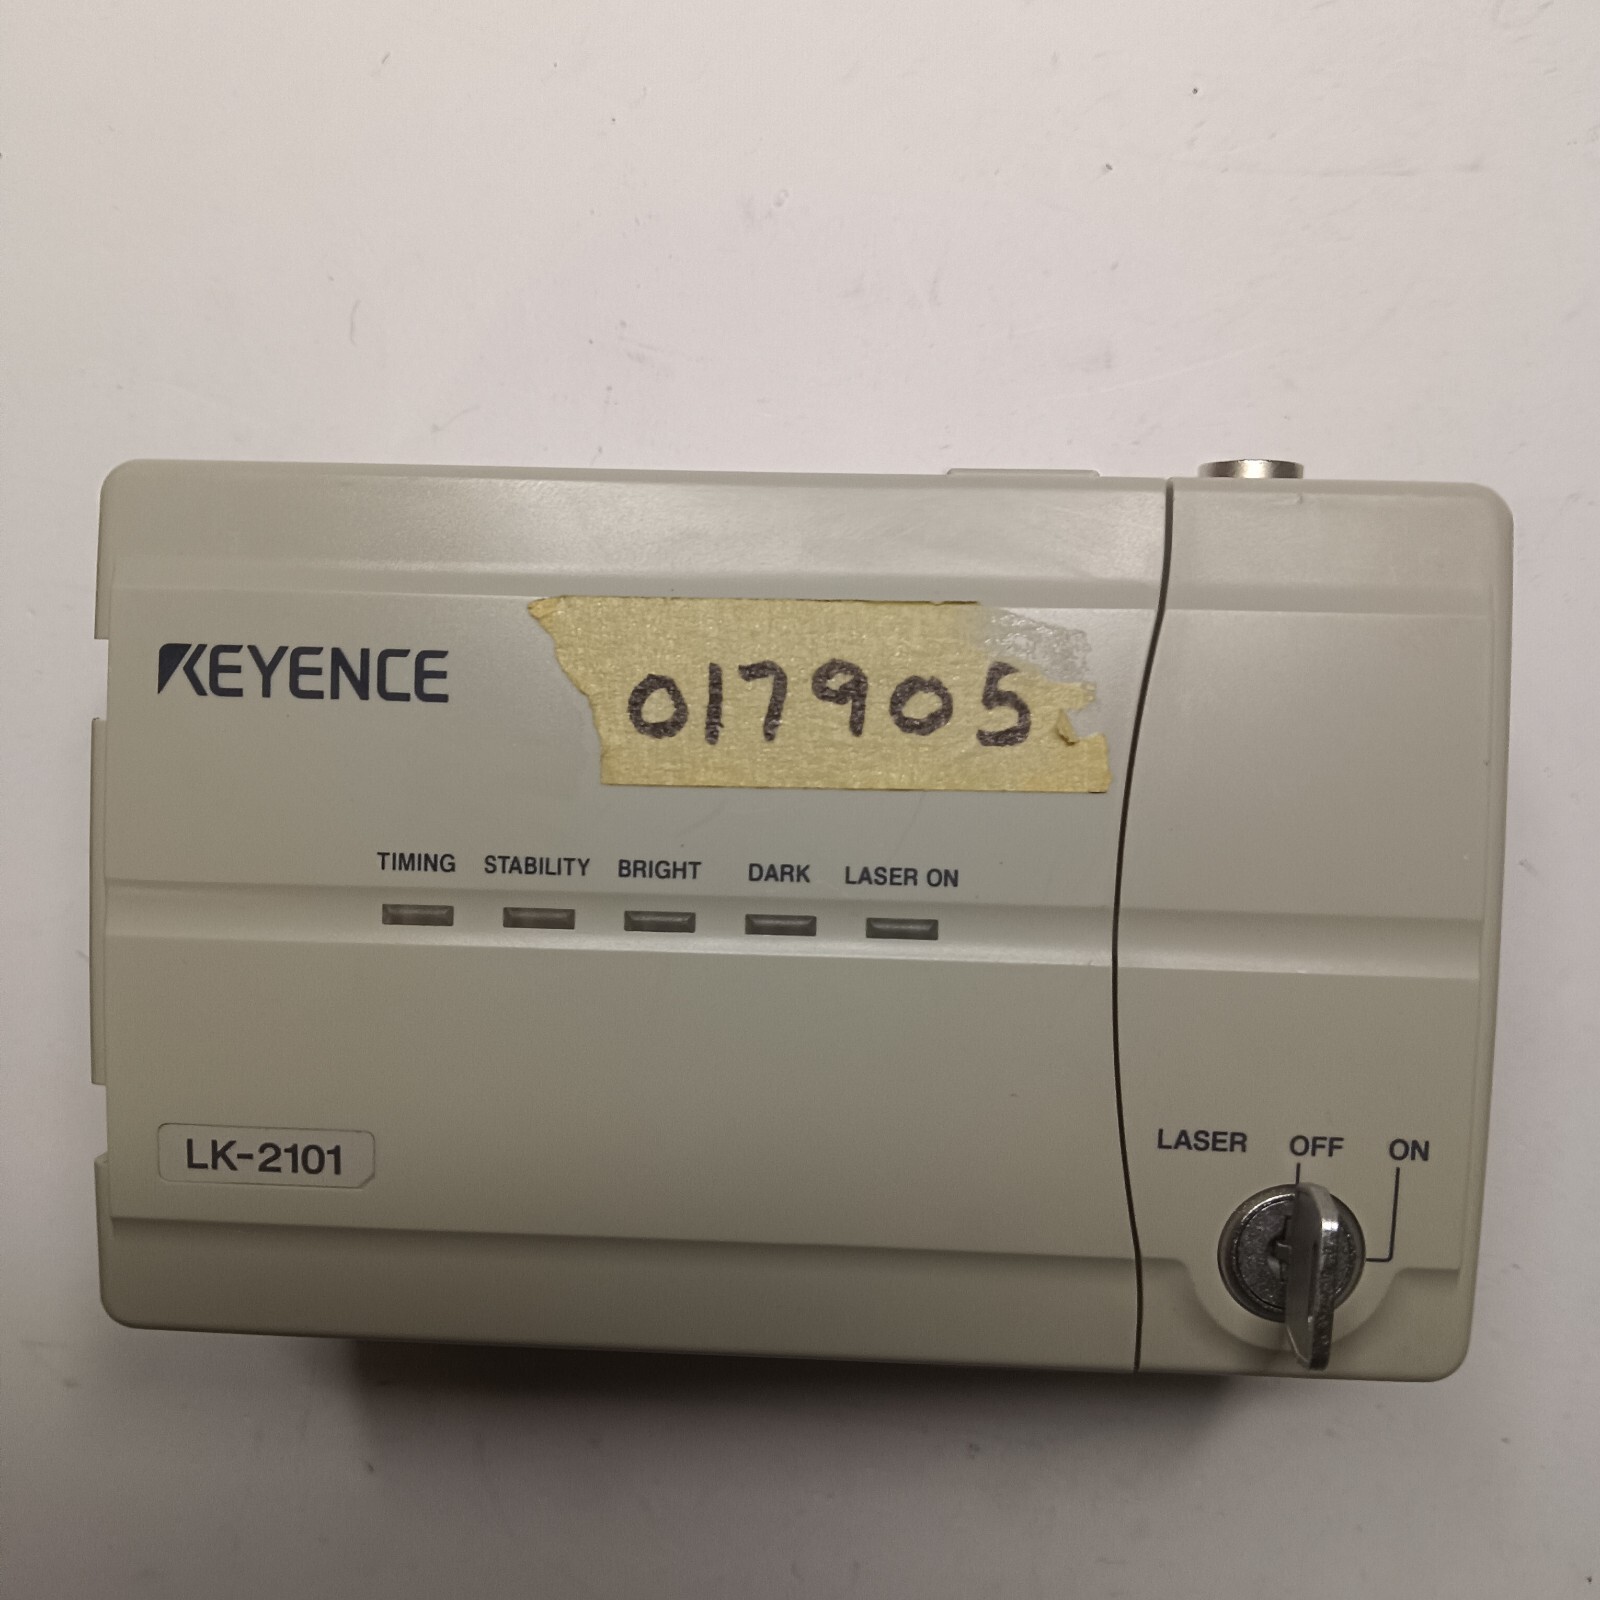 KEYENCE
017905
TIMING STABILITY BRIGHT DARK LASER ON
LK-2101
LASER OFF ON